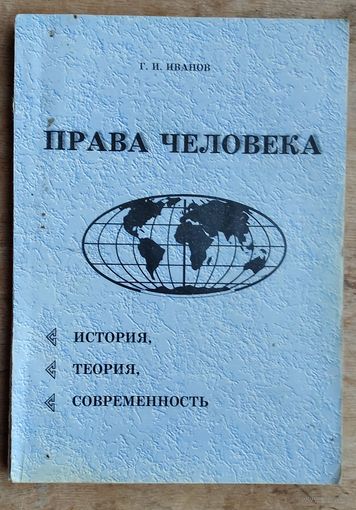 Г. И. ИВАНОВ
ПРАВА ЧЕЛОВЕКА
ИСТОРИЯ,
ТЕОРИЯ,
СОВРЕМЕННОСТЬ